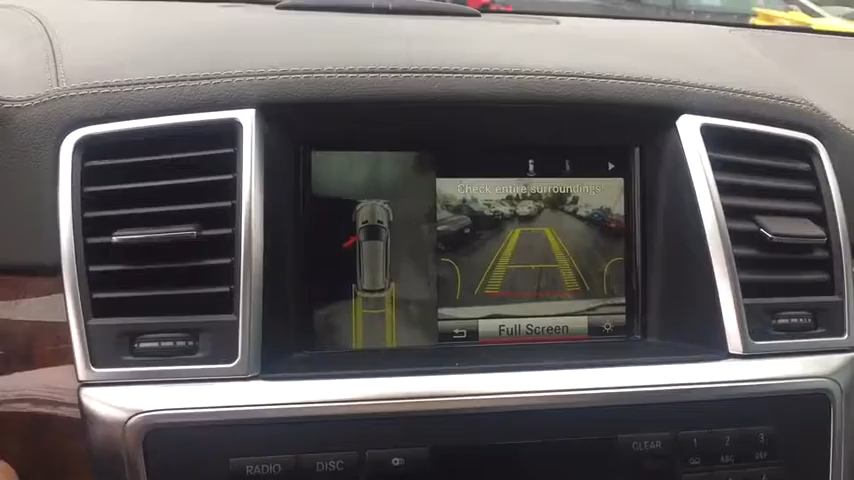 Check entire surroundings
Full Screen
CLEAR
1 2 3
ABC DEF
RADIO DISC